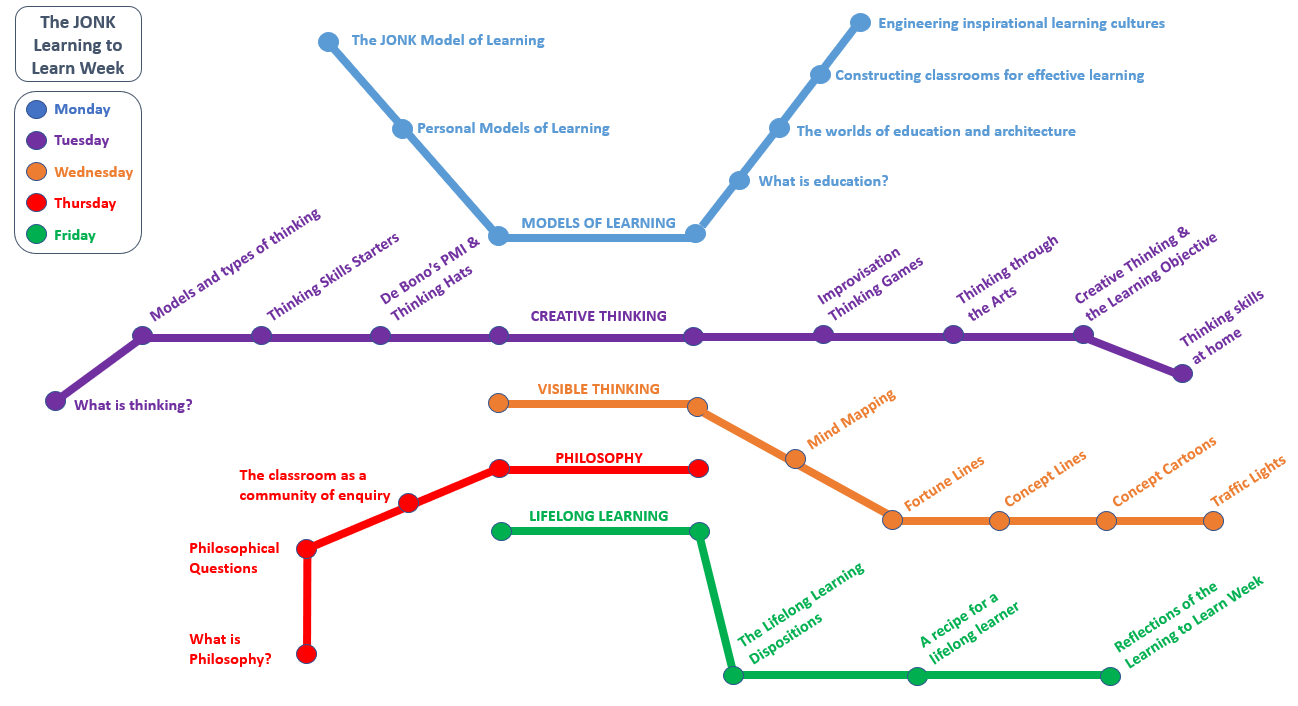 The JONK
Learning to
Learn Week
Monday
Tuesday
Wednesday
Thursday
Friday
The JONK Model of Learning
Personal Models of Learning
MODELS OF LEARNING
Engineering inspirational learning cultures
Constructing classrooms for effective learning
The worlds of education and architecture
What is education?
What is thinking?
Models and types of thinking
Thinking Skills Starters
De Bono’s PMI &
Thinking Hats
CREATIVE THINKING
Improvisation
Thinking Games
Thinking through
the Arts
Creative Thinking &
the Learning Objective
Thinking skills
at home
VISIBLE THINKING
Mind Mapping
Fortune Lines
Concept Lines
Concept Cartoons
Traffic Lights
PHILOSOPHY
The classroom as a
community of enquiry
Philosophical
Questions
What is
Philosophy?
LIFELONG LEARNING
The Lifelong Learning
Dispositions
A recipe for a
lifelong learner
Reflections of the
Learning to Learn Week